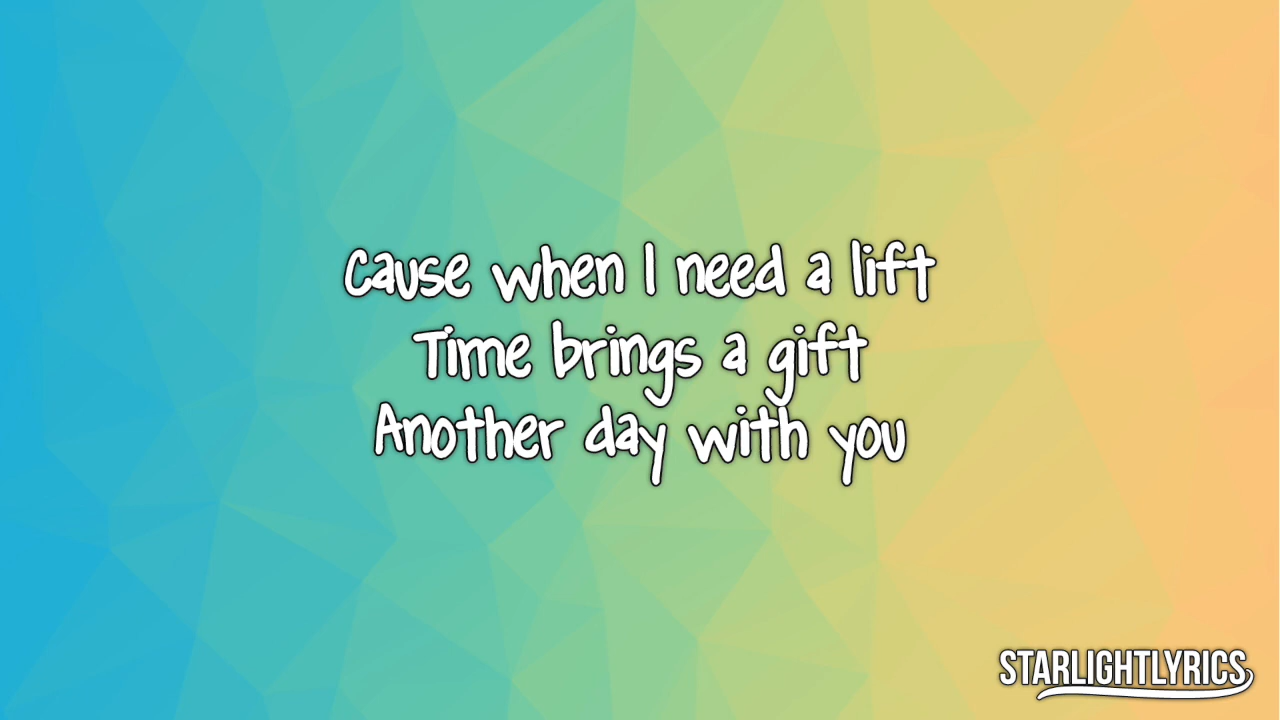 Cause when I need a lift
Time brings a gift
Another day with you
STARLIGHTLYRICS